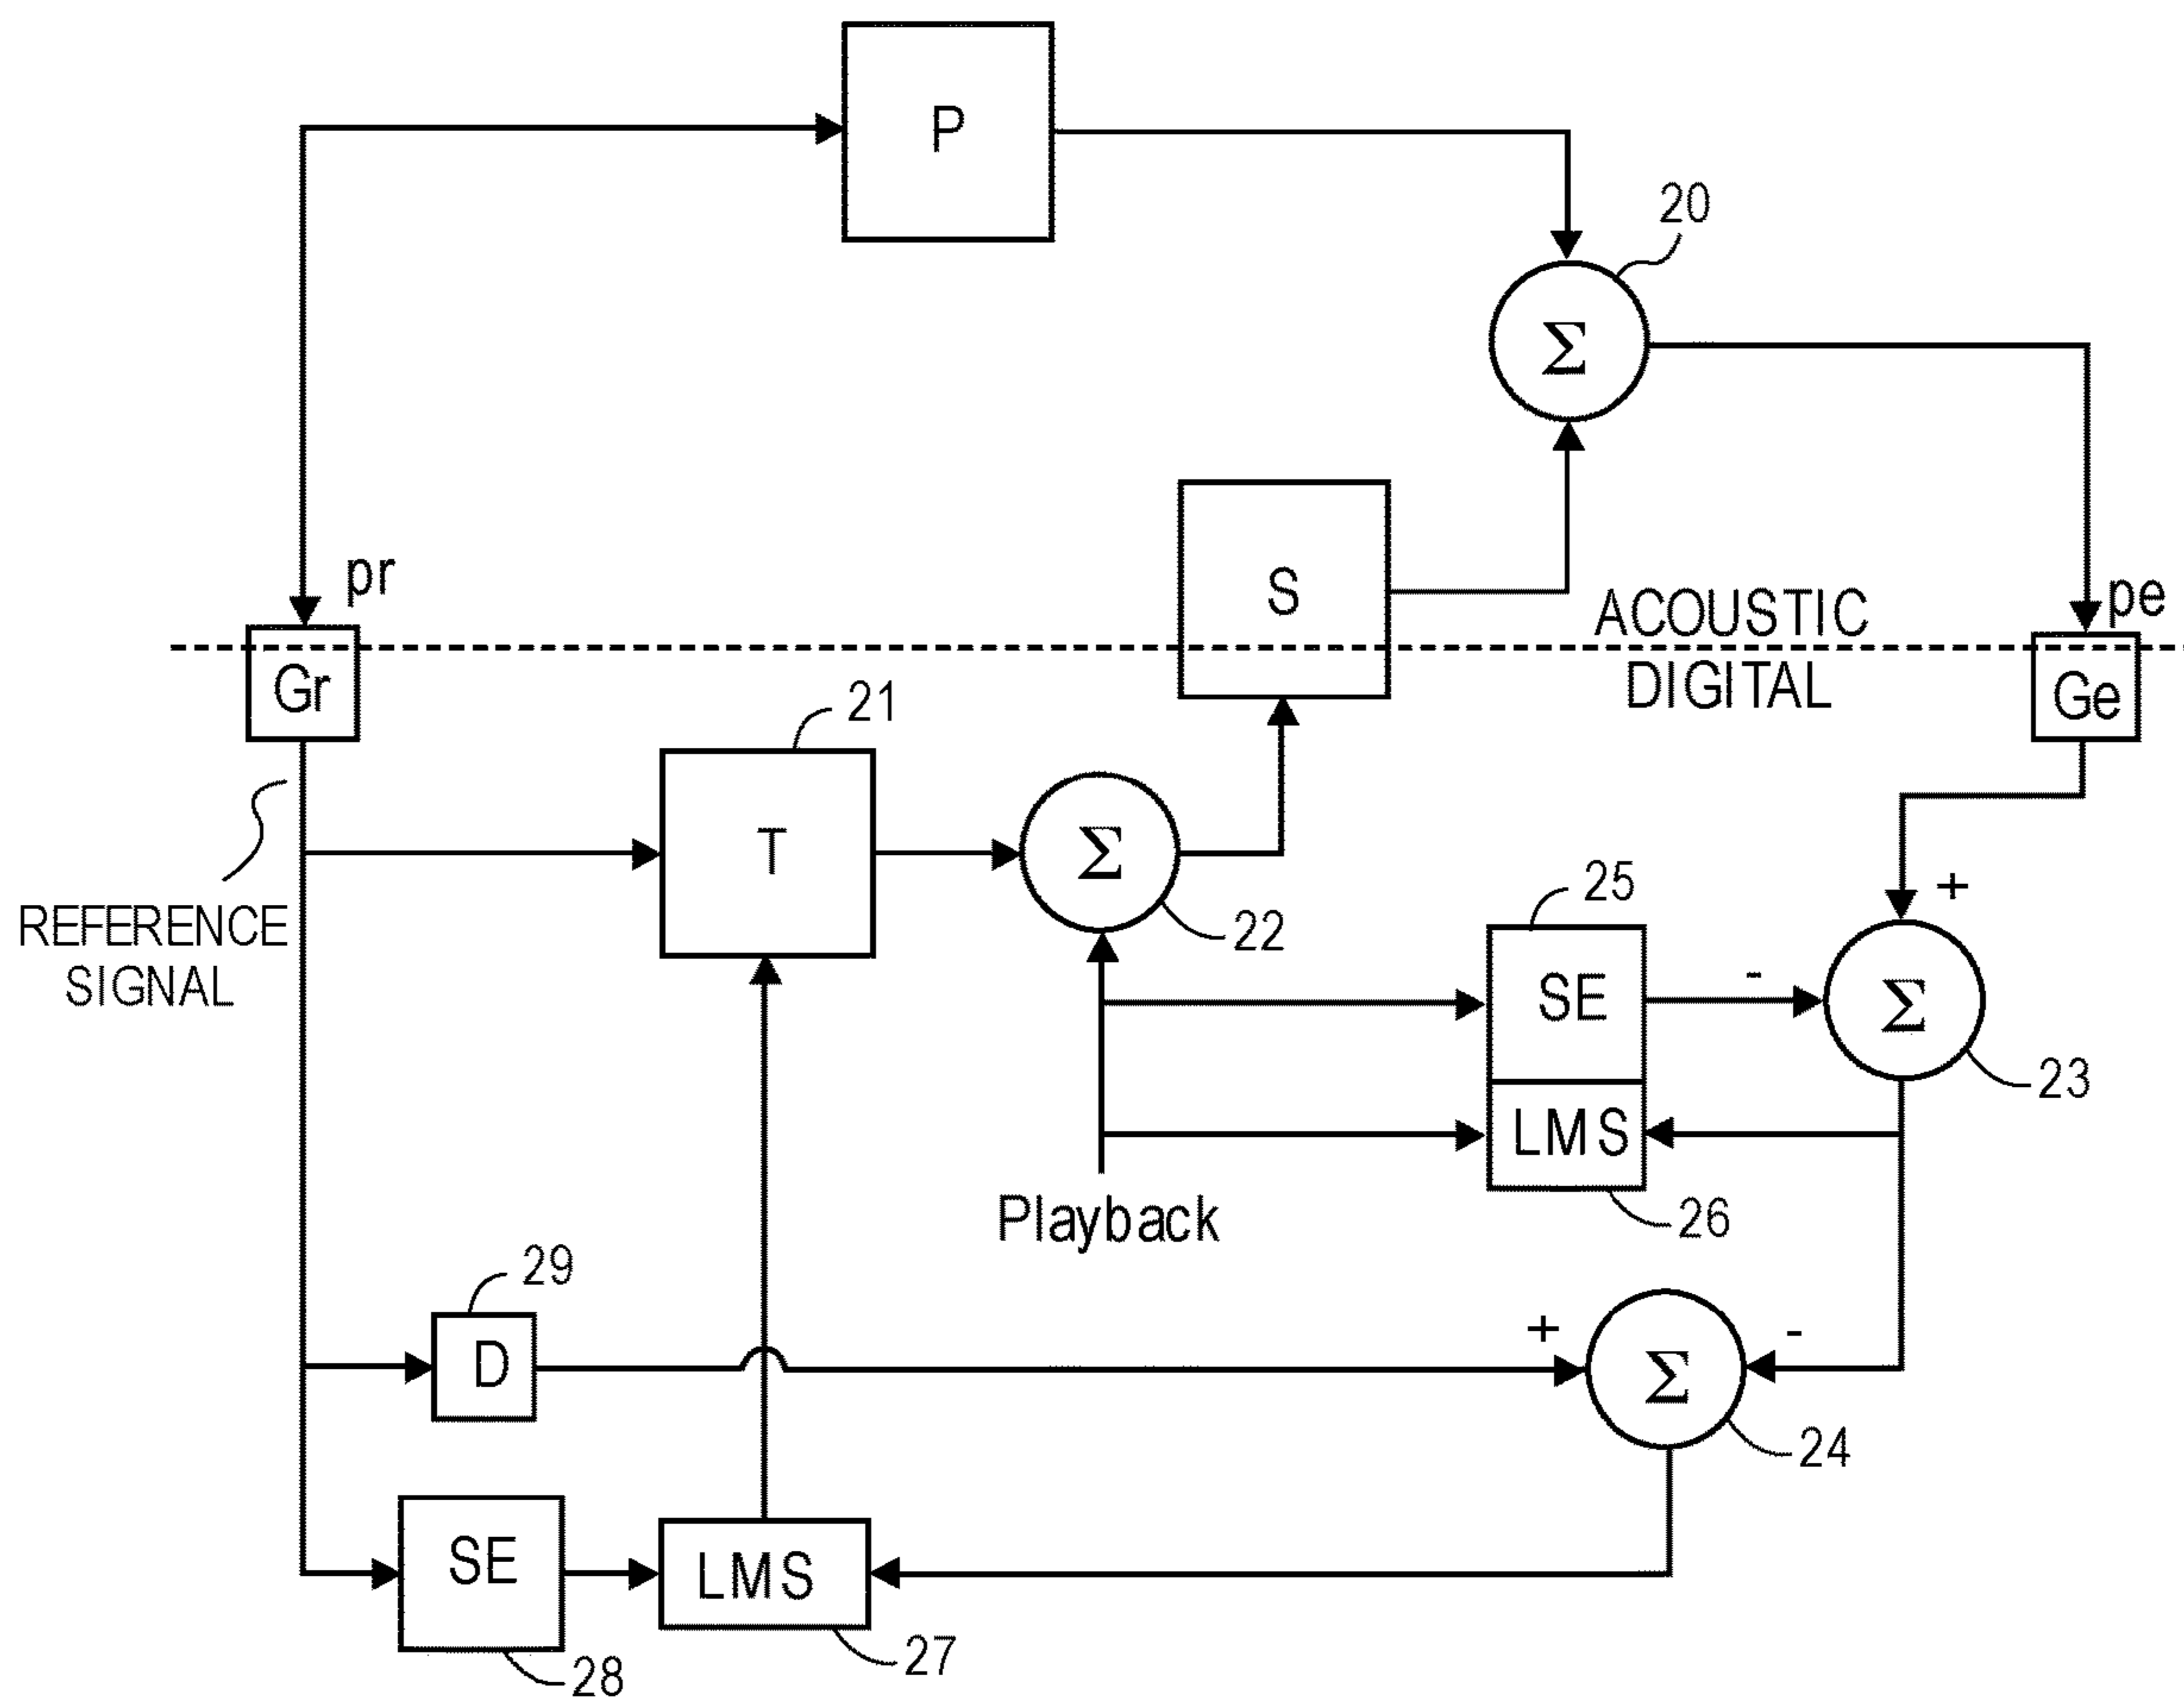 P
20
Σ
pr
S
ACOUSTIC
pe
Gr
DIGITAL
Ge
21
T
Σ
22
25
+
REFERENCE
SIGNAL
SE
-
Σ
23
LMS
26
Playback
29
D
+
-
Σ
24
SE
LMS
27
28